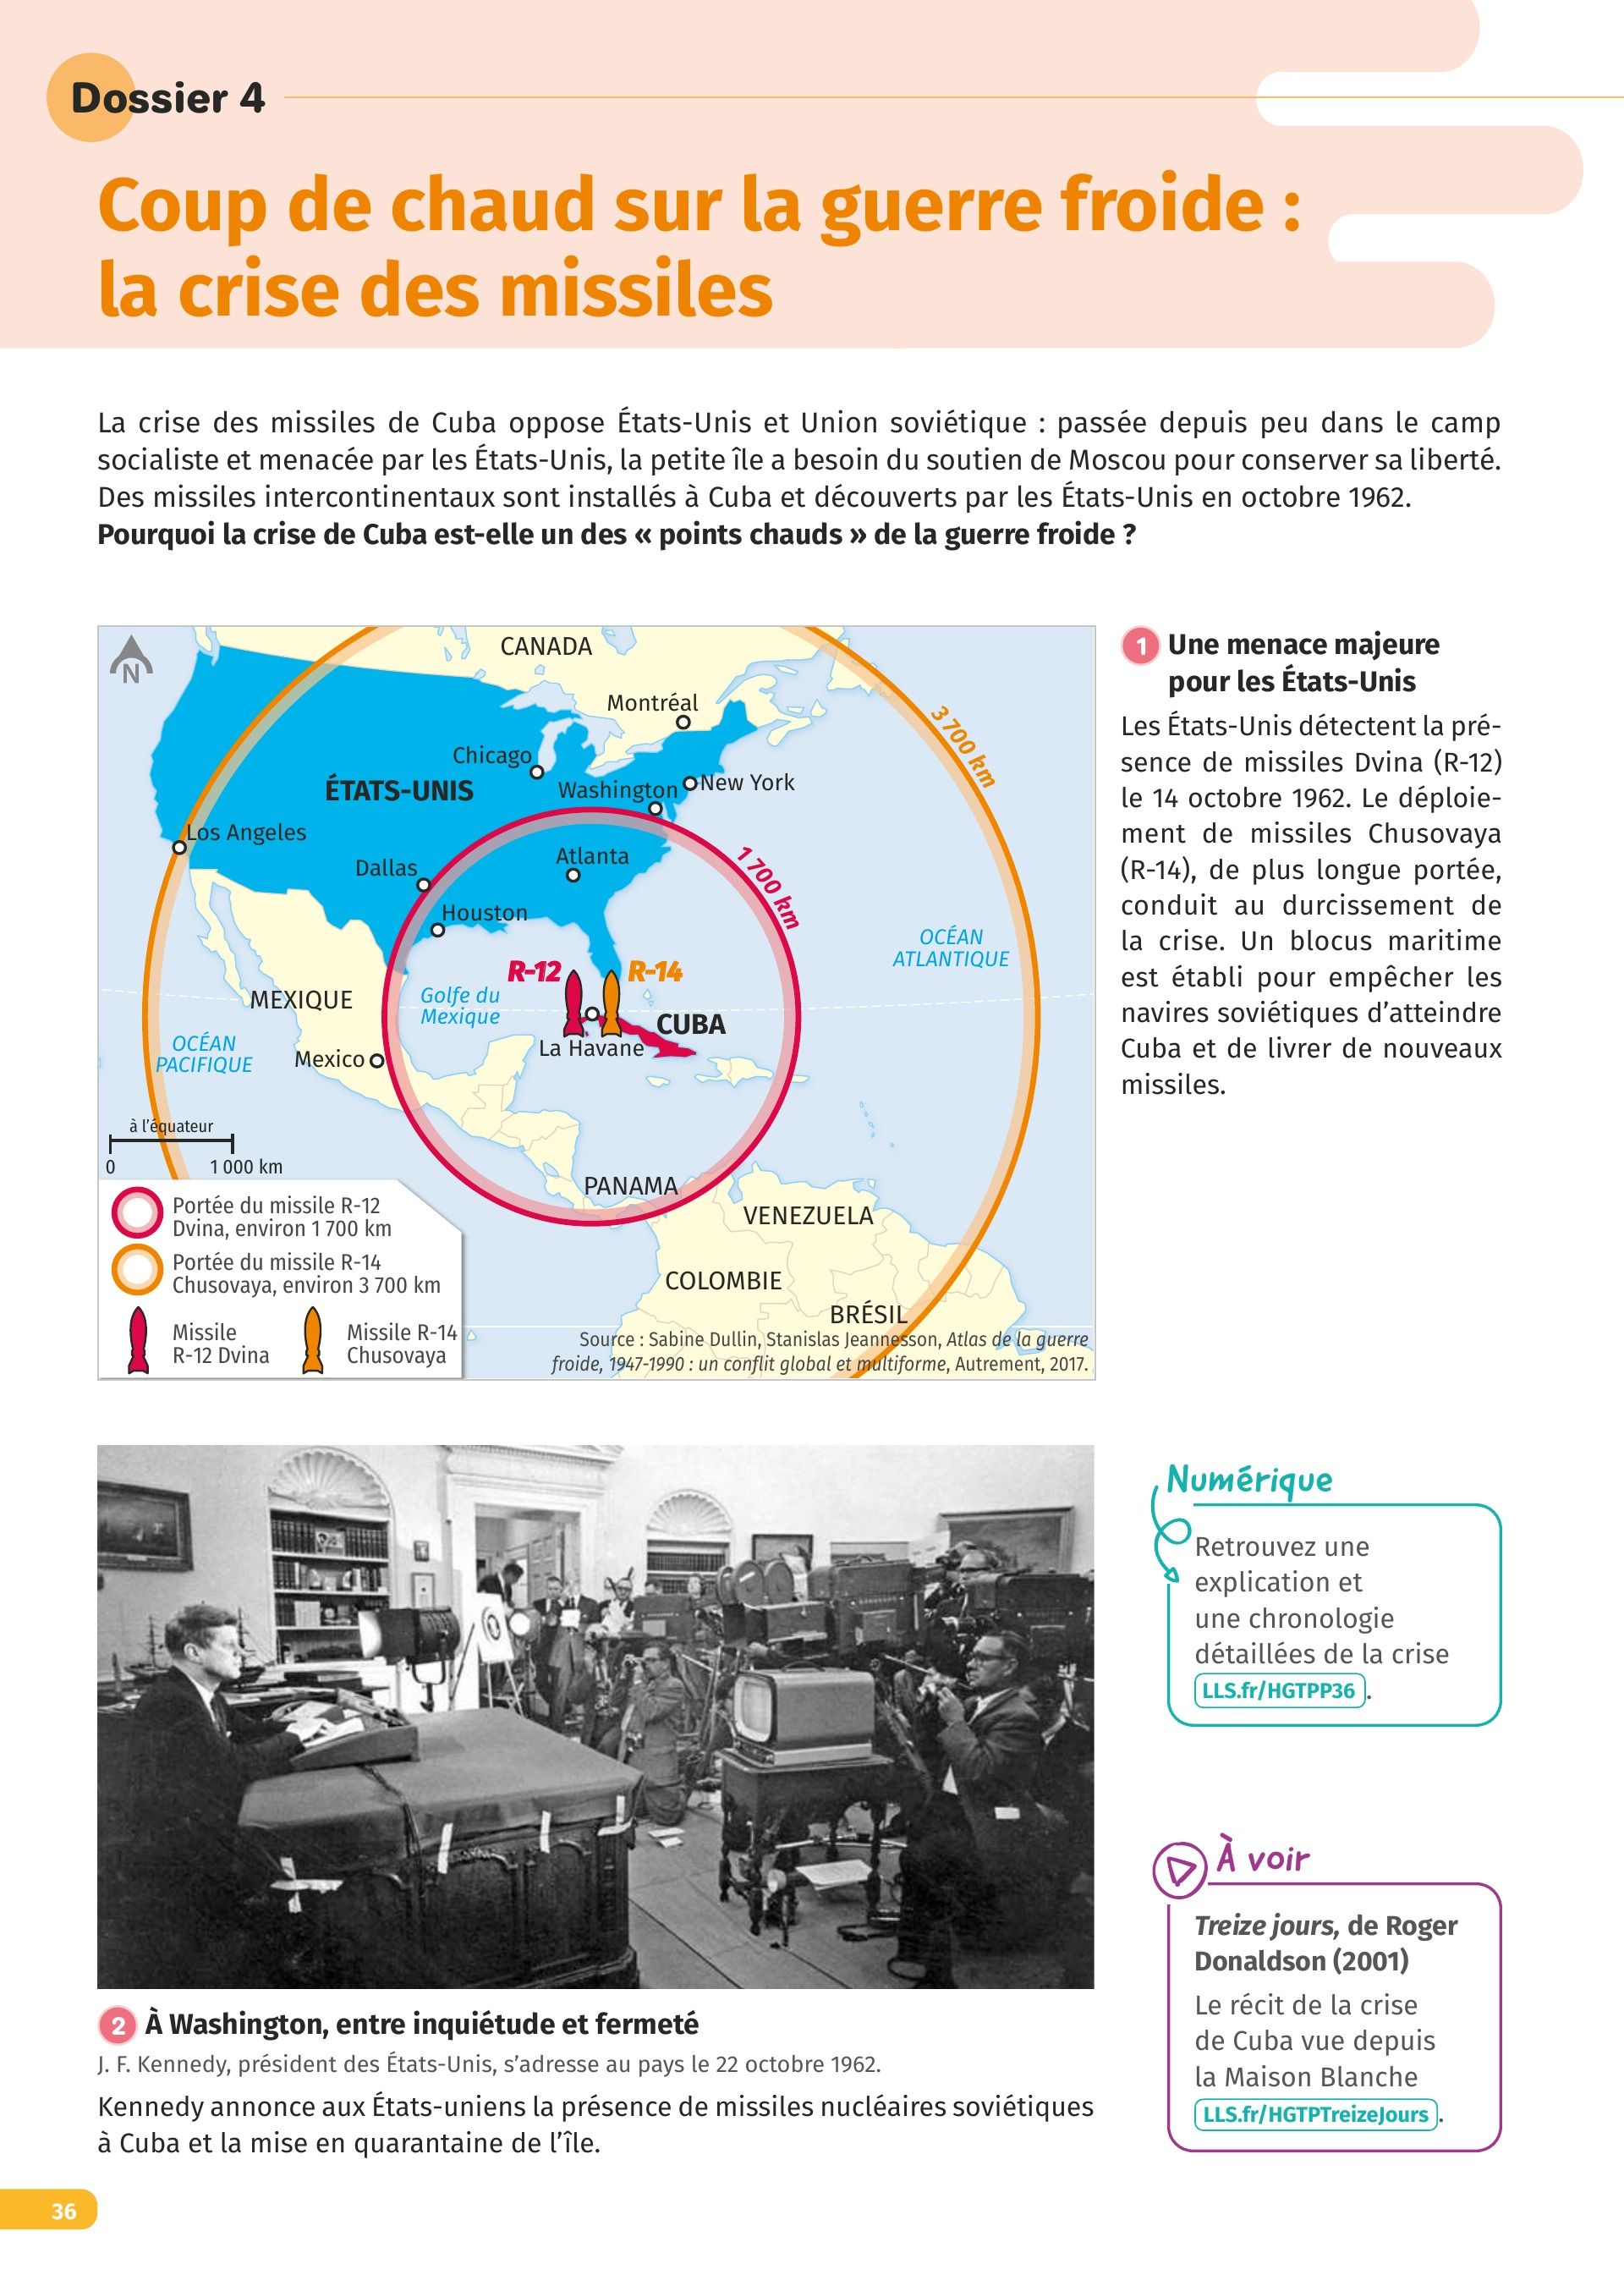 Dossier 4
Coup de chaud sur la guerre froide :
la crise des missiles
La crise des missiles de Cuba oppose États-Unis et Union soviétique : passée depuis peu dans le camp
socialiste et menacée par les États-Unis, la petite île a besoin du soutien de Moscou pour conserver sa liberté.
Des missiles intercontinentaux sont installés à Cuba et découverts par les États-Unis en octobre 1962.
Pourquoi la crise de Cuba est-elle un des « points chauds » de la guerre froide ?
N
CANADA
Montréal
3 700 km
Chicago
ÉTATS-UNIS
Washington
New York
Los Angeles
Dallas
Atlanta
1 700 km
Houston
OCÉAN
ATLANTIQUE
R-12
R-14
MEXIQUE
Golfe du
Mexique
CUBA
OCÉAN
PACIFIQUE
Mexico
La Havane
à l'équateur
0
1 000 km
PANAMA
VENEZUELA
COLOMBIE
BRÉSIL
Portée du missile R-12
Dvina, environ 1 700 km
Portée du missile R-14
Chusovaya, environ 3 700 km
Missile
R-12 Dvina
Missile R-14
Chusovaya
Source : Sabine Dullin, Stanislas Jeannesson, Atlas de la guerre
froide, 1947-1990 : un conflit global et multiforme, Autrement, 2017.
1 Une menace majeure
pour les États-Unis
Les États-Unis détectent la pré-
sence de missiles Dvina (R-12)
le 14 octobre 1962. Le déploie-
ment de missiles Chusovaya
(R-14), de plus longue portée,
conduit au durcissement de
la crise. Un blocus maritime
est établi pour empêcher les
navires soviétiques d'atteindre
Cuba et de livrer de nouveaux
missiles.
2 À Washington, entre inquiétude et fermeté
J. F. Kennedy, président des États-Unis, s'adresse au pays le 22 octobre 1962.
Kennedy annonce aux États-uniens la présence de missiles nucléaires soviétiques
à Cuba et la mise en quarantaine de l'île.
Numérique
Retrouvez une
explication et
une chronologie
détaillées de la crise
LLS.fr/HGTPP36.
À voir
Treize jours, de Roger
Donaldson (2001)
Le récit de la crise
de Cuba vue depuis
la Maison Blanche
LLS.fr/HGTPTreizeJours.
36